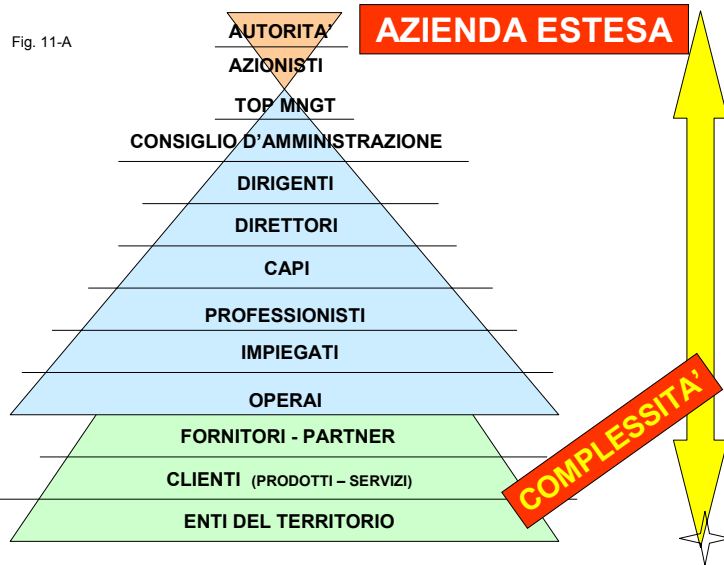 Fig. 11-A
AZIENDA ESTESA
AUTORITA’
AZIONISTI
TOP MNGT
CONSIGLIO D’AMMINISTRAZIONE
DIRIGENTI
DIRETTORI
CAPI
PROFESSIONISTI
IMPIEGATI
OPERAI
FORNITORI - PARTNER
CLIENTI (PRODOTTI – SERVIZI)
ENTI DEL TERRITORIO
COMPLESSITA’